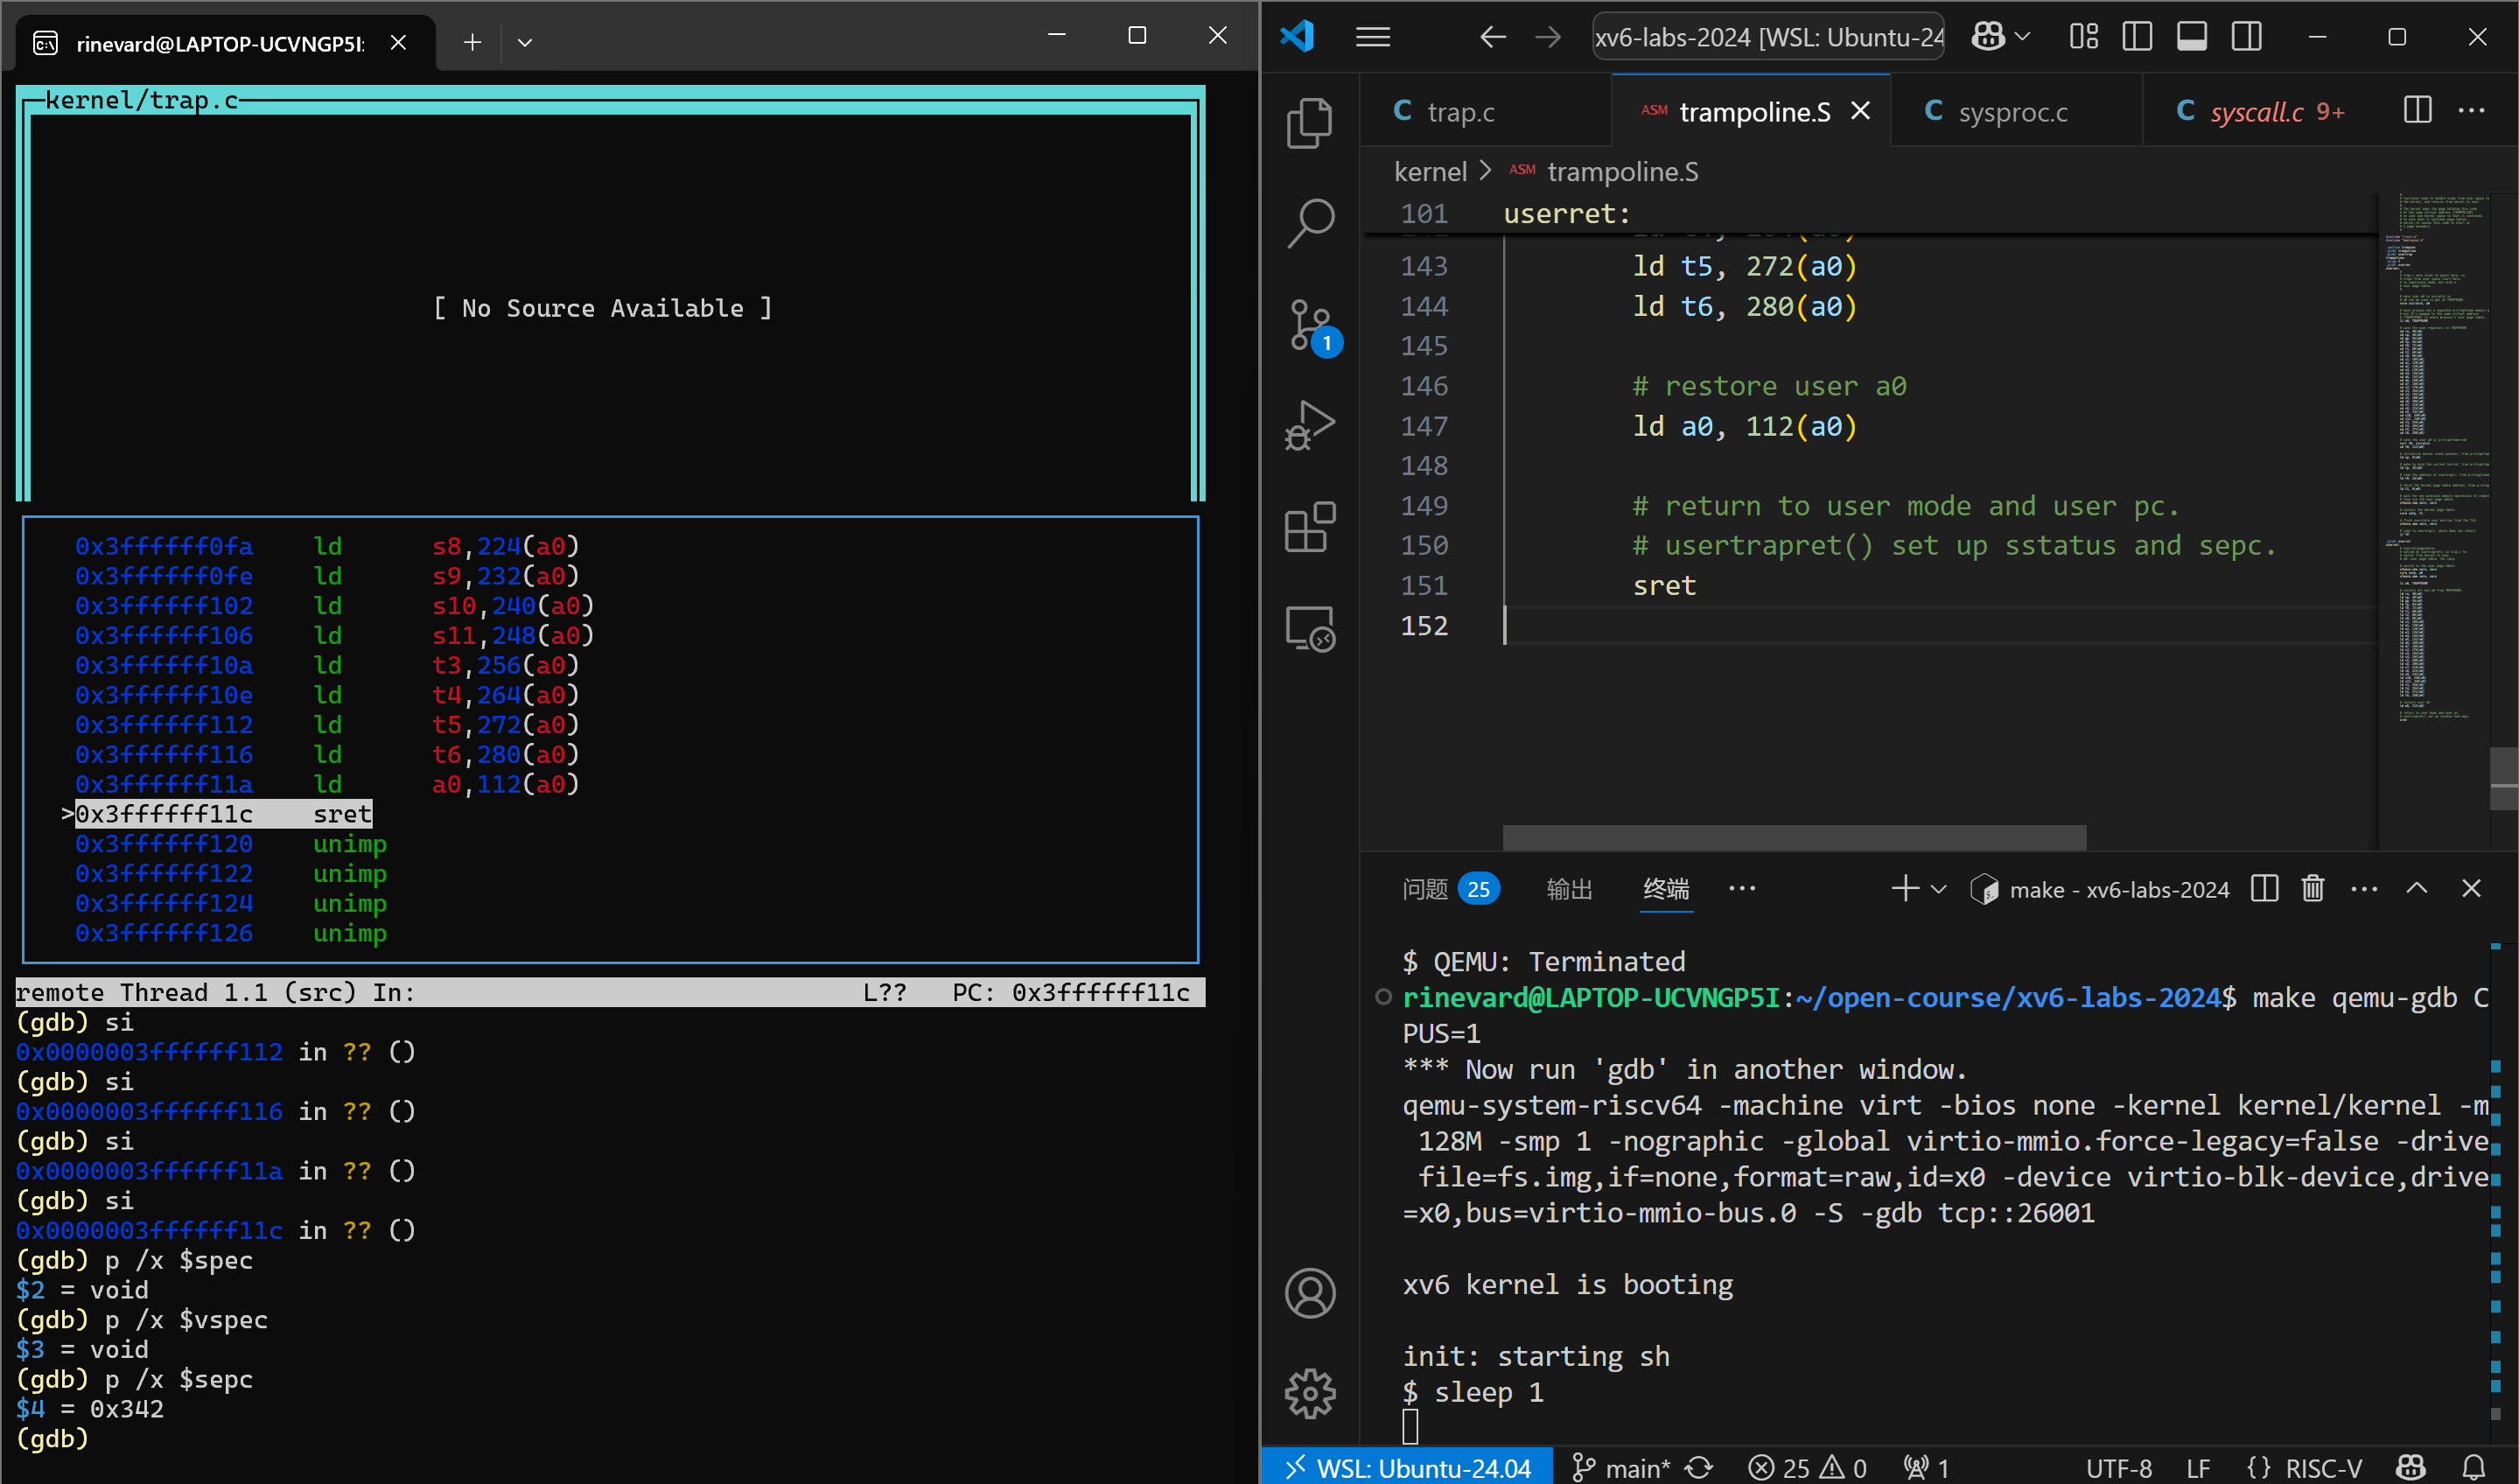 rinevard@LAPTOP-UCVNGP5I:
kernel/trap.c
[ No Source Available ]
0x3ffffff0fa ld s8,224(a0)
0x3ffffff0fe ld s9,232(a0)
0x3ffffff102 ld s10,240(a0)
0x3ffffff106 ld s11,248(a0)
0x3ffffff10a ld t3,256(a0)
0x3ffffff10e ld t4,264(a0)
0x3ffffff112 ld t5,272(a0)
0x3ffffff116 ld t6,280(a0)
0x3ffffff11a ld a0,112(a0)
>0x3ffffff11c sret
0x3ffffff120 unimp
0x3ffffff122 unimp
0x3ffffff124 unimp
0x3ffffff126 unimp
remote Thread 1.1 (src) In: L?? PC: 0x3ffffff11c
(gdb) si
0x0000003ffffff112 in ?? ()
(gdb) si
0x0000003ffffff116 in ?? ()
(gdb) si
0x0000003ffffff11a in ?? ()
(gdb) si
0x0000003ffffff11c in ?? ()
(gdb) p /x $spec
$2 = void
(gdb) p /x $vspec
$3 = void
(gdb) p /x $sepc
$4 = 0x342
(gdb)
xv6-labs-2024 [WSL: Ubuntu-24
C trap.c ASM trampoline.S C sysproc.c C syscall.c 9+
kernel > ASM trampoline.S
101 userret:
143 ld t5, 272(a0)
144 ld t6, 280(a0)
145
146 # restore user a0
147 ld a0, 112(a0)
148
149 # return to user mode and user pc.
150 # usertrapret() set up sstatus and sepc.
151 sret
152
1
问题 25 输出 终端 make - xv6-labs-2024
$ QEMU: Terminated
rinevard@LAPTOP-UCVNGP5I:~/open-course/xv6-labs-2024$ make qemu-gdb C
PUS=1
*** Now run 'gdb' in another window.
qemu-system-riscv64 -machine virt -bios none -kernel kernel/kernel -m
128M -smp 1 -nographic -global virtio-mmio.force-legacy=false -drive
file=fs.img,if=none,format=raw,id=x0 -device virtio-blk-device,drive
=x0,bus=virtio-mmio-bus.0 -S -gdb tcp::26001
xv6 kernel is booting
init: starting sh
$ sleep 1
WSL: Ubuntu-24.04 main* 25 0 1 UTF-8 LF {} RISC-V